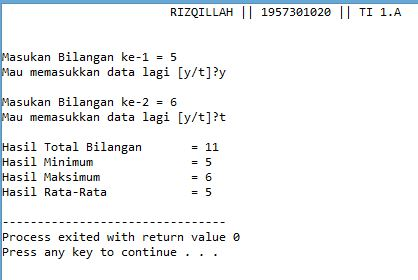 RIZQILLAH || 1957301020 || TI 1.A
Masukan Bilangan ke-1 = 5
Mau memasukkan data lagi [y/t]?y
Masukan Bilangan ke-2 = 6
Mau memasukkan data lagi [y/t]?t
Hasil Total Bilangan = 11
Hasil Minimum = 5
Hasil Maksimum = 6
Hasil Rata-Rata = 5
--------------------------------
Process exited with return value 0
Press any key to continue . . .